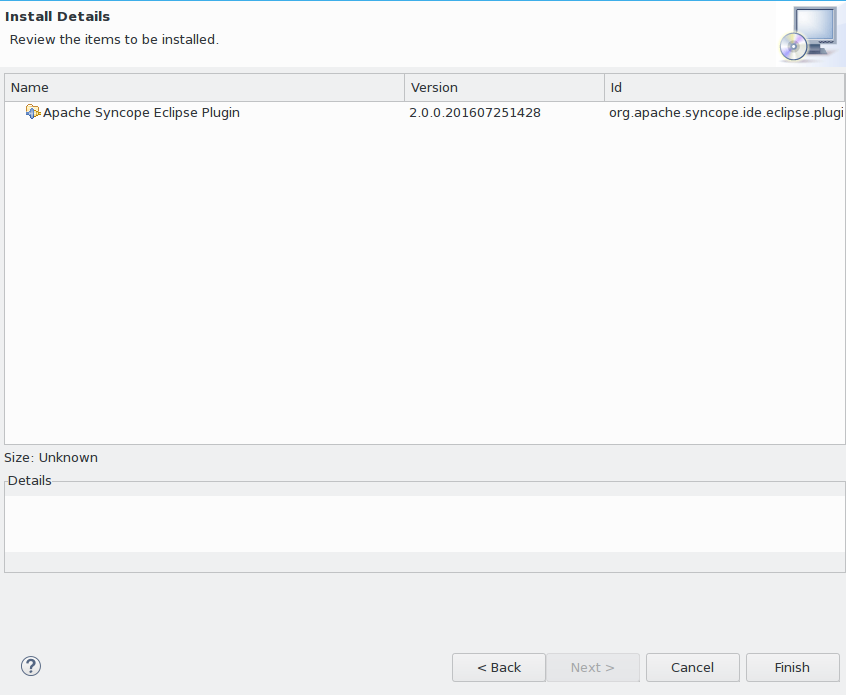 Install Details
Review the items to be installed.
Name Version Id
Apache Syncope Eclipse Plugin 2.0.0.201607251428 org.apache.syncope.ide.eclipse.plugi
Size: Unknown
Details
? < Back Next > Cancel Finish